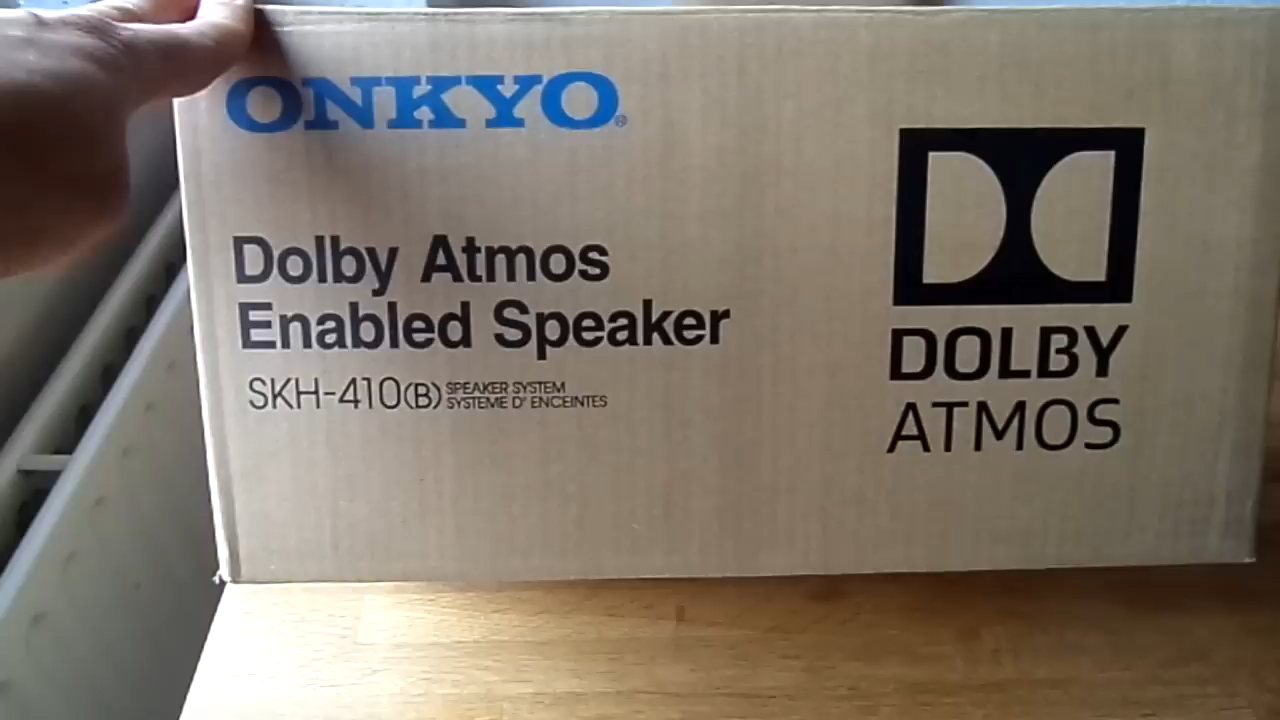 ONKYO®
Dolby Atmos
Enabled Speaker
SKH-410(B) SPEAKER SYSTEM
SYSTEME D' ENCEINTES
DOLBY
ATMOS